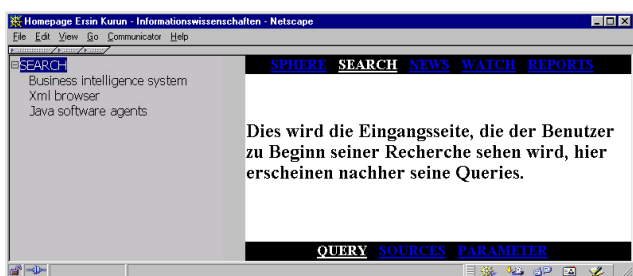 Homepage Ersin Kurun - Informationswissenschaften - Netscape
File Edit View Go Communicator Help
SEARCH
Business intelligence system
Xml browser
Java software agents
SPHERE SEARCH NEWS WATCH REPORTS
Dies wird die Eingangsseite, die der Benutzer
zu Beginn seiner Recherche sehen wird, hier
erscheinen nachher seine Queries.
QUERY SOURCES PARAMETER